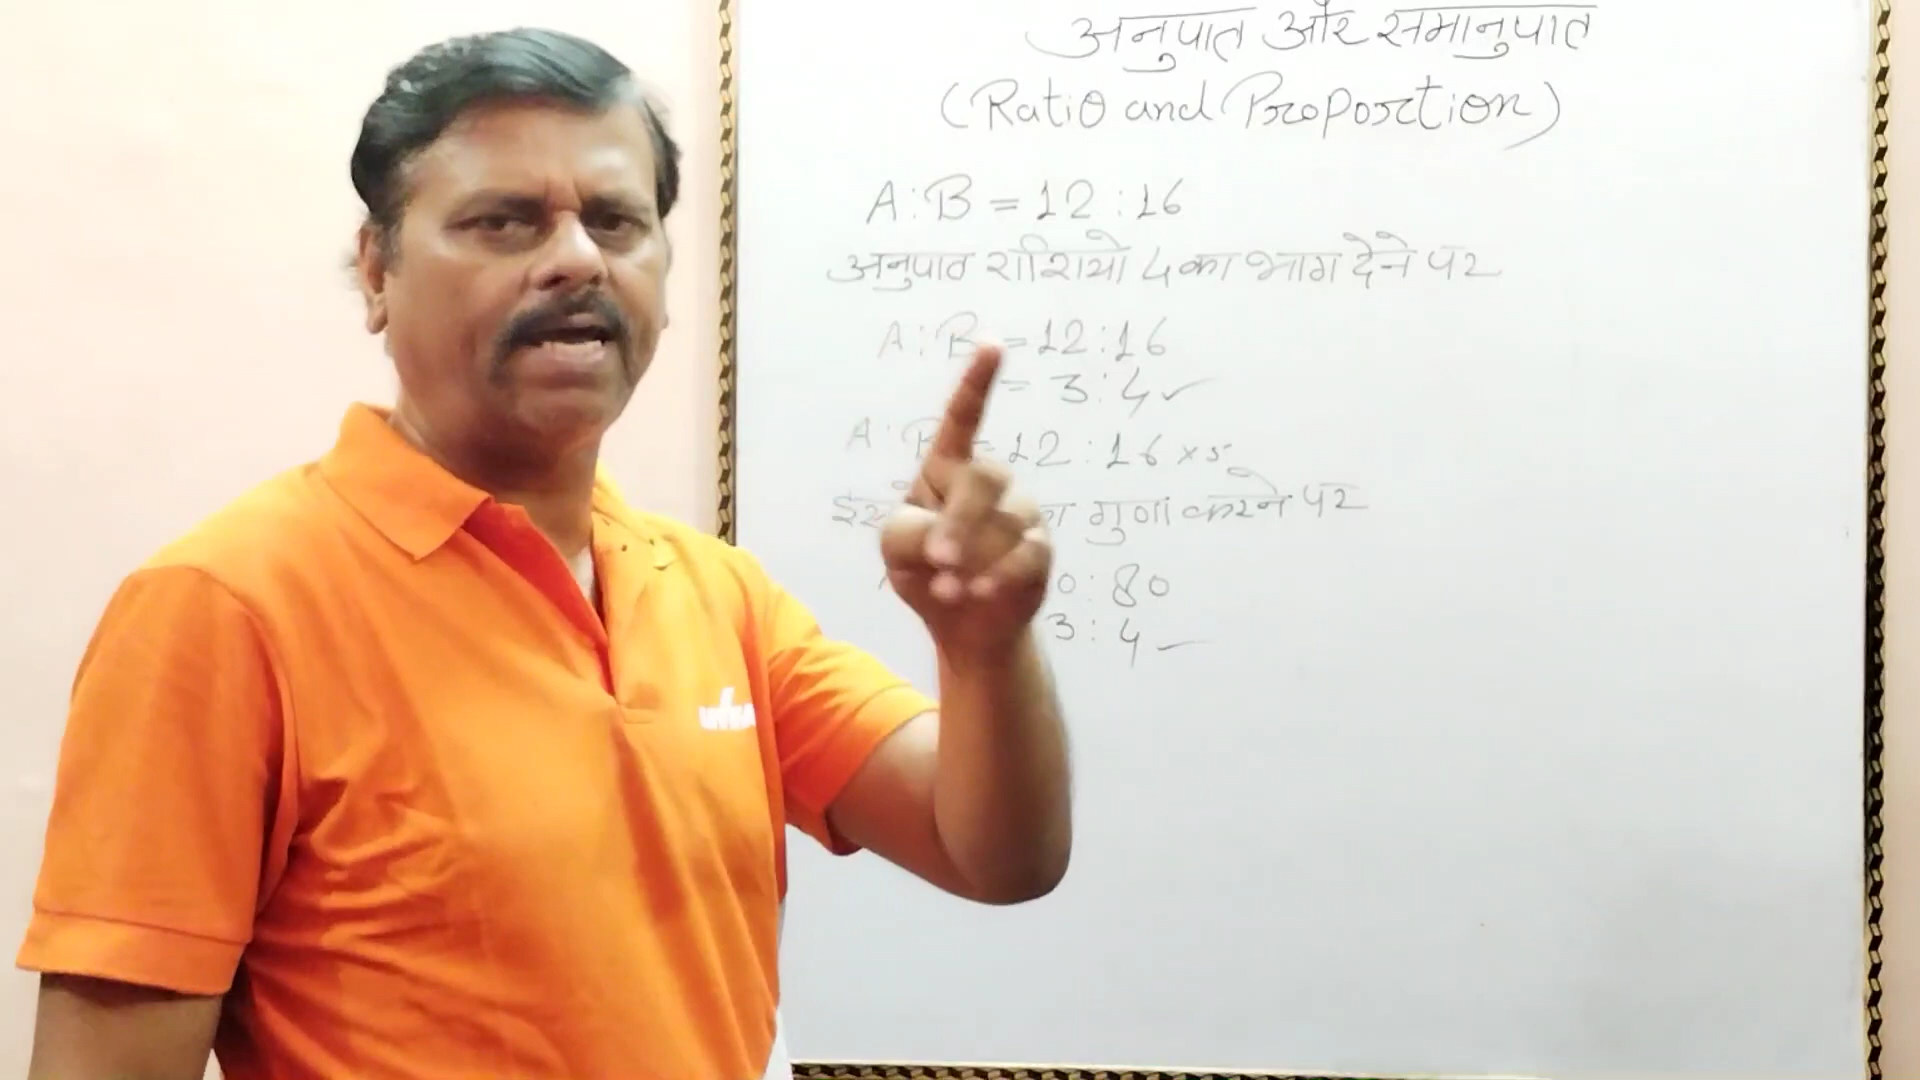 अनुपात और समानुपात
(Ratio and Proportion)
A:B = 12:16
अनुपात राशियो 4 का भाग देने पर
A:B = 12:16
= 3:4 ✓
A:B = 12:16 x 5
गुणा करने पर
0:80
3:4